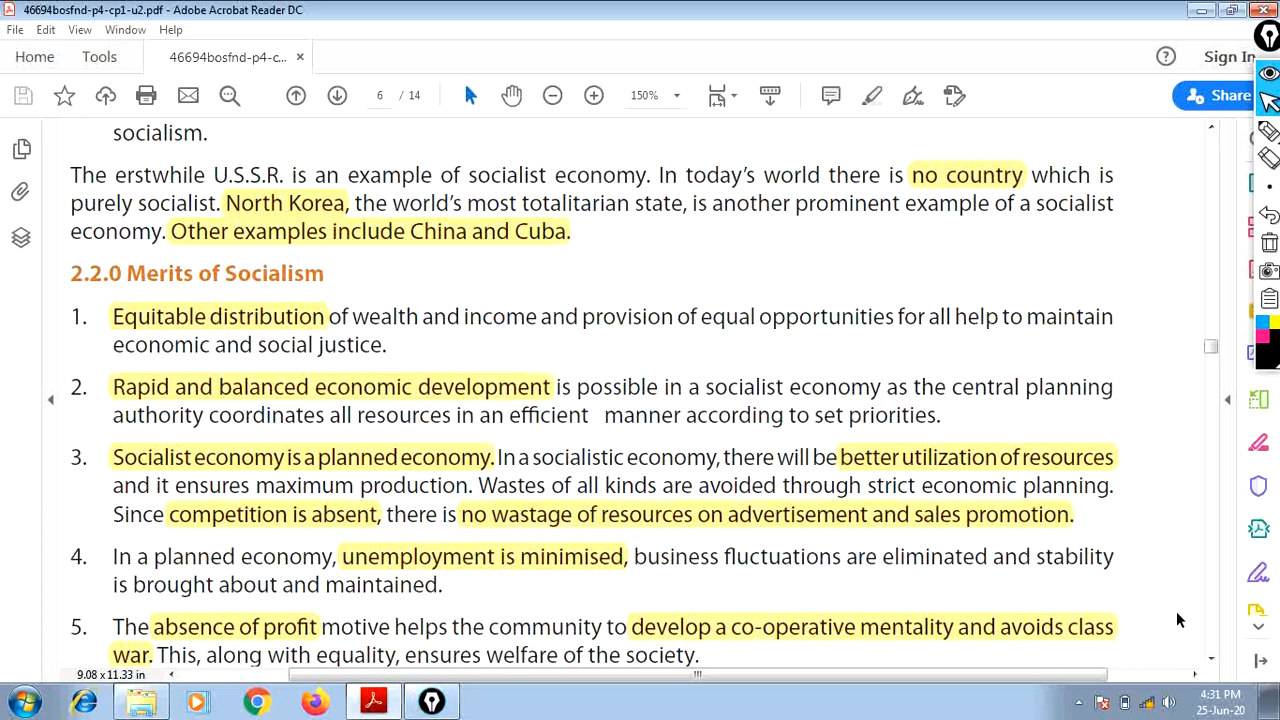 46694bosfnd-p4-cp1-u2.pdf - Adobe Acrobat Reader DC
File Edit View Window Help
Home Tools 46694bosfnd-p4-c... × Sign In
6 / 14 150% Share
socialism.
The erstwhile U.S.S.R. is an example of socialist economy. In today’s world there is no country which is
purely socialist. North Korea, the world’s most totalitarian state, is another prominent example of a socialist
economy. Other examples include China and Cuba.
2.2.0 Merits of Socialism
1. Equitable distribution of wealth and income and provision of equal opportunities for all help to maintain
economic and social justice.
2. Rapid and balanced economic development is possible in a socialist economy as the central planning
authority coordinates all resources in an efficient manner according to set priorities.
3. Socialist economy is a planned economy. In a socialistic economy, there will be better utilization of resources
and it ensures maximum production. Wastes of all kinds are avoided through strict economic planning.
Since competition is absent, there is no wastage of resources on advertisement and sales promotion.
4. In a planned economy, unemployment is minimised, business fluctuations are eliminated and stability
is brought about and maintained.
5. The absence of profit motive helps the community to develop a co-operative mentality and avoids class
war. This, along with equality, ensures welfare of the society.
9.08 x 11.33 in
4:31 PM
25-Jun-20